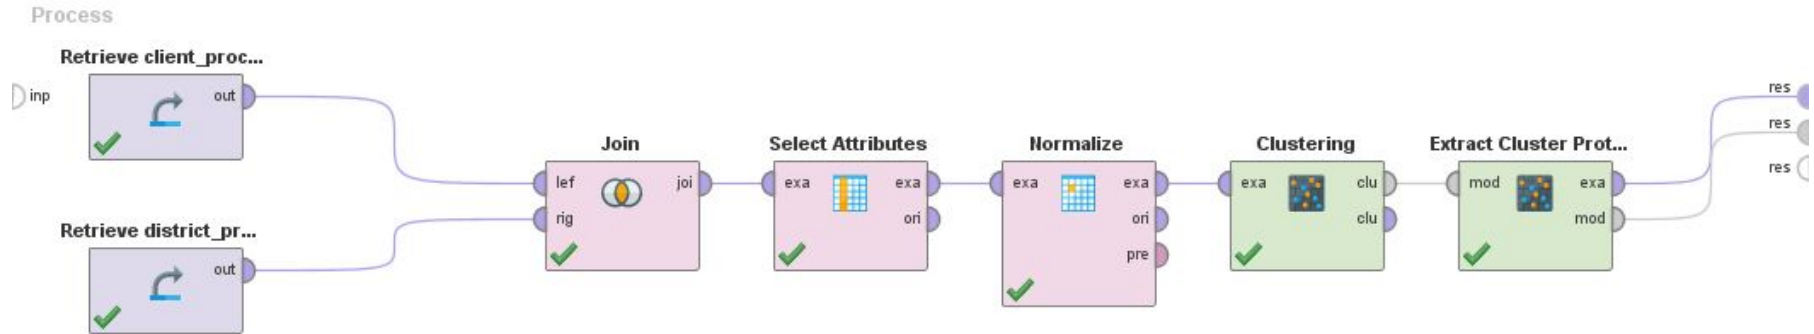 Process
Retrieve client_proc...
inp
out
res
res
Join
Select Attributes
Normalize
Clustering
Extract Cluster Prot...
res
lef
joi
exa
exa
exa
exa
exa
clu
mod
exa
rig
ori
ori
clu
mod
Retrieve district_pr...
pre
out